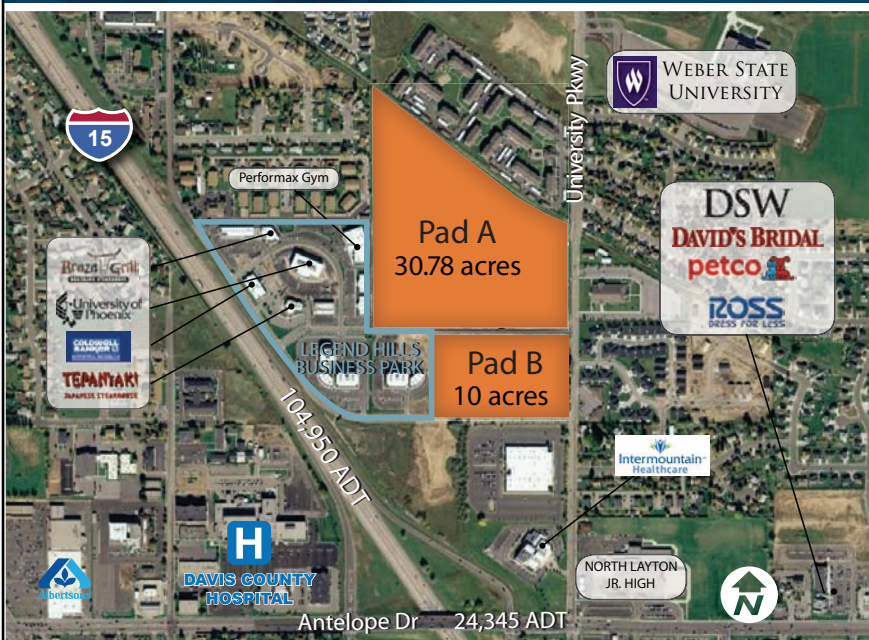 WEBER STATE
UNIVERSITY
University Pkwy
15
Performax Gym
DSW
DAVID'S BRIDAL
petco
ROSS
DRESS FOR LESS
Pad A
30.78 acres
Braza Grill
University of
Phoenix
COLDWELL
BANKER
TEPANYAKI
JAPANESE STEAKHOUSE
LEGEND HILLS
BUSINESS PARK
Pad B
10 acres
104,950 ADT
Intermountain
Healthcare
H
DAVIS COUNTY
HOSPITAL
Albertsons
NORTH LAYTON
JR. HIGH
N
Antelope Dr 24,345 ADT